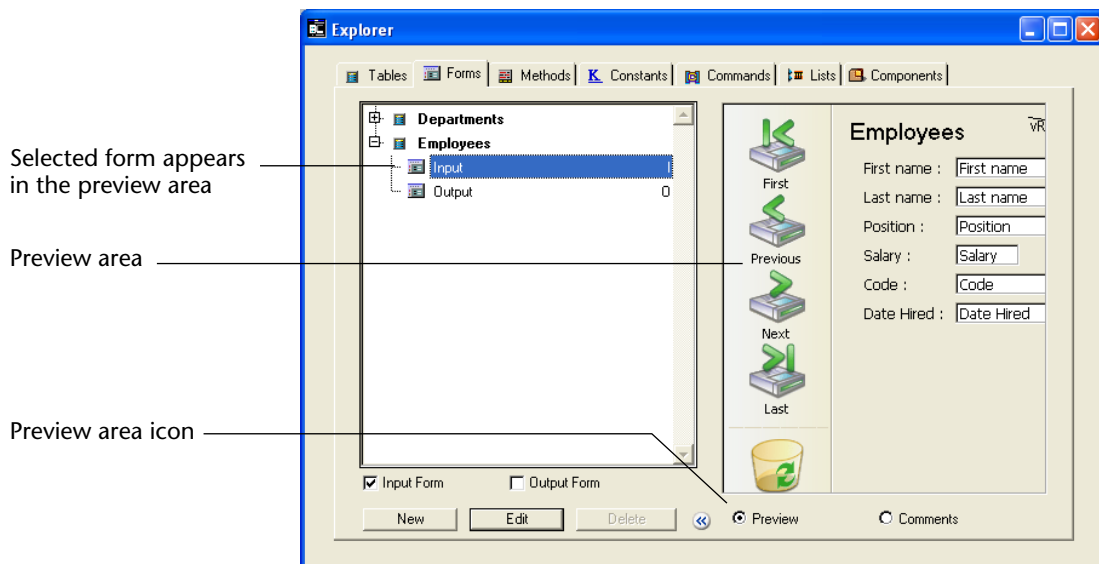 Explorer
Tables Forms Methods K Constants Commands Lists Components
Departments
Employees
Input I
Output O
Selected form appears
in the preview area
Preview area
Preview area icon
First
Previous
Next
Last
Employees vR
First name : First name
Last name : Last name
Position : Position
Salary : Salary
Code : Code
Date Hired : Date Hired
Input Form Output Form
New Edit Delete Preview Comments